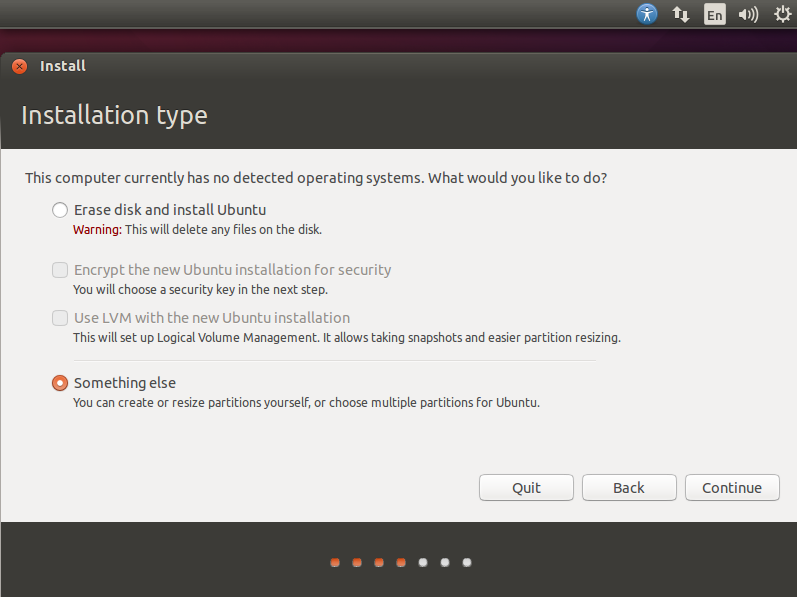 En
Install
Installation type
This computer currently has no detected operating systems. What would you like to do?
Erase disk and install Ubuntu
Warning: This will delete any files on the disk.
Encrypt the new Ubuntu installation for security
You will choose a security key in the next step.
Use LVM with the new Ubuntu installation
This will set up Logical Volume Management. It allows taking snapshots and easier partition resizing.
Something else
You can create or resize partitions yourself, or choose multiple partitions for Ubuntu.
Quit Back Continue